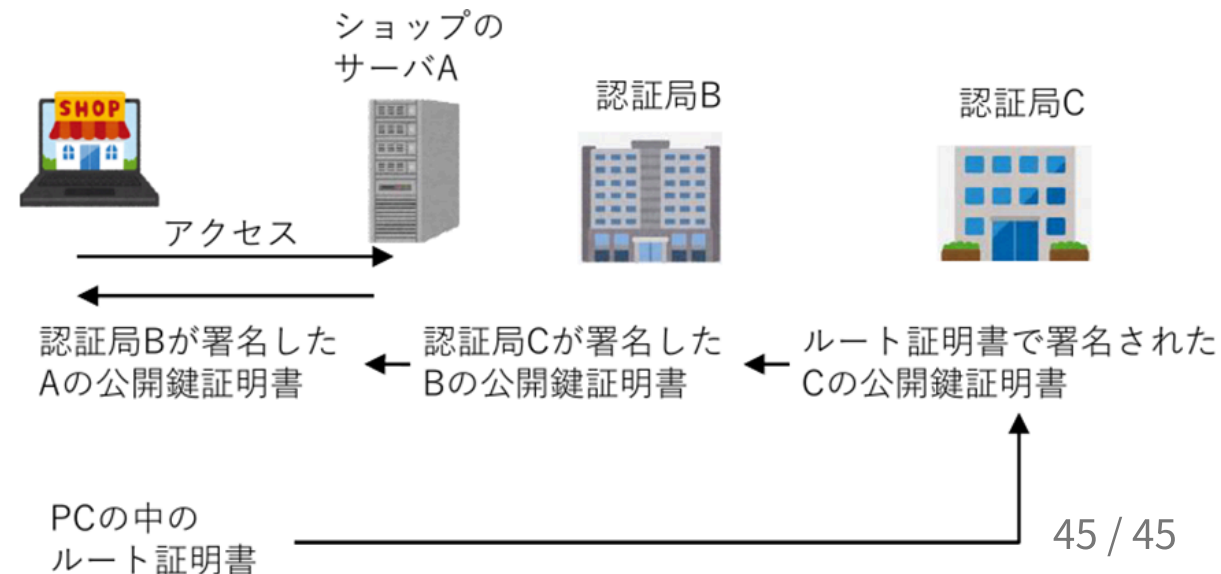 ショップの
サーバA
SHOP
認証局B
認証局C
アクセス
認証局Bが署名した
Aの公開鍵証明書
認証局Cが署名した
Bの公開鍵証明書
ルート証明書で署名された
Cの公開鍵証明書
PCの中の
ルート証明書
45 / 45